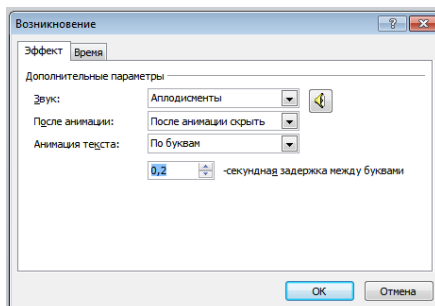 Возникновение
Эффект Время
Дополнительные параметры
Звук: Аплодисменты
После анимации: После анимации скрыть
Анимация текста: По буквам
0,2 -секундная задержка между буквами
ОК Отмена